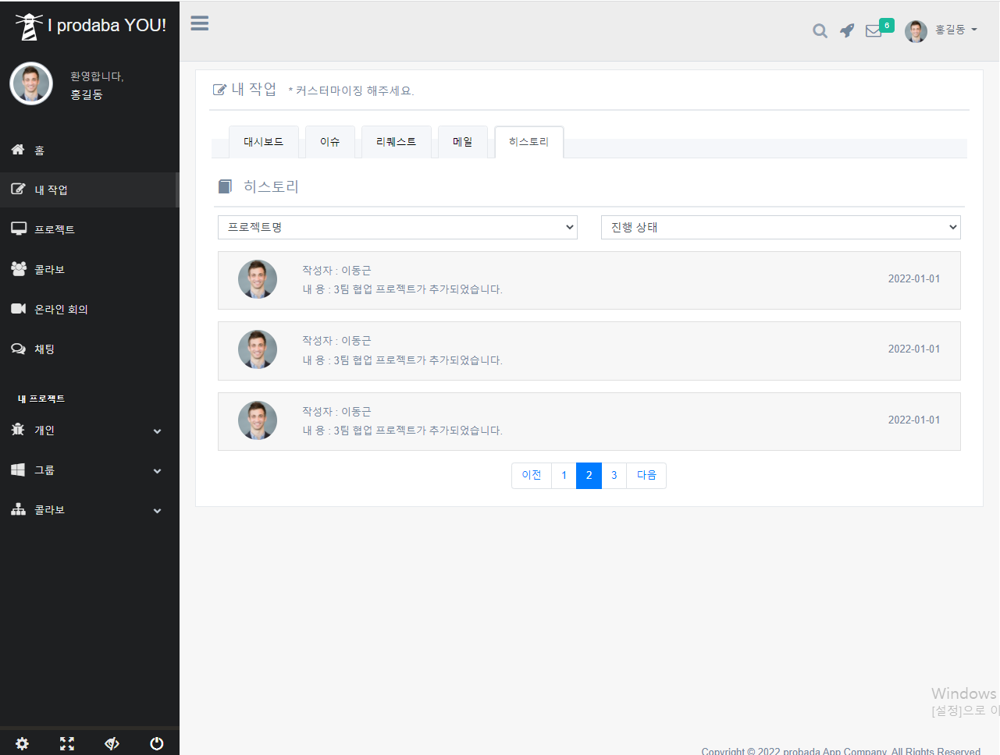 I prodaba YOU!
6
홍길동
환영합니다,
홍길동
홈
내 작업
프로젝트
콜라보
온라인 회의
채팅
내 프로젝트
개인
그룹
콜라보
내 작업 * 커스터마이징 해주세요.
대시보드 이슈 리퀘스트 메일 히스토리
히스토리
프로젝트명 진행 상태
작성자 : 이동근
내 용 : 3팀 협업 프로젝트가 추가되었습니다.
2022-01-01
작성자 : 이동근
내 용 : 3팀 협업 프로젝트가 추가되었습니다.
2022-01-01
작성자 : 이동근
내 용 : 3팀 협업 프로젝트가 추가되었습니다.
2022-01-01
이전 1 2 3 다음
Windows
[설정]으로 이
Copyright © 2022 probada App Company. All Rights Reserved